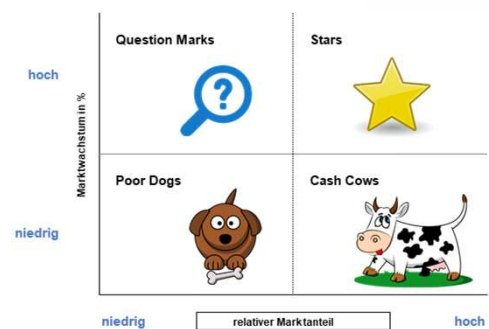 Question Marks
Stars
hoch
?
Marktwachstum in %
Poor Dogs
Cash Cows
niedrig
niedrig
relativer Marktanteil
hoch